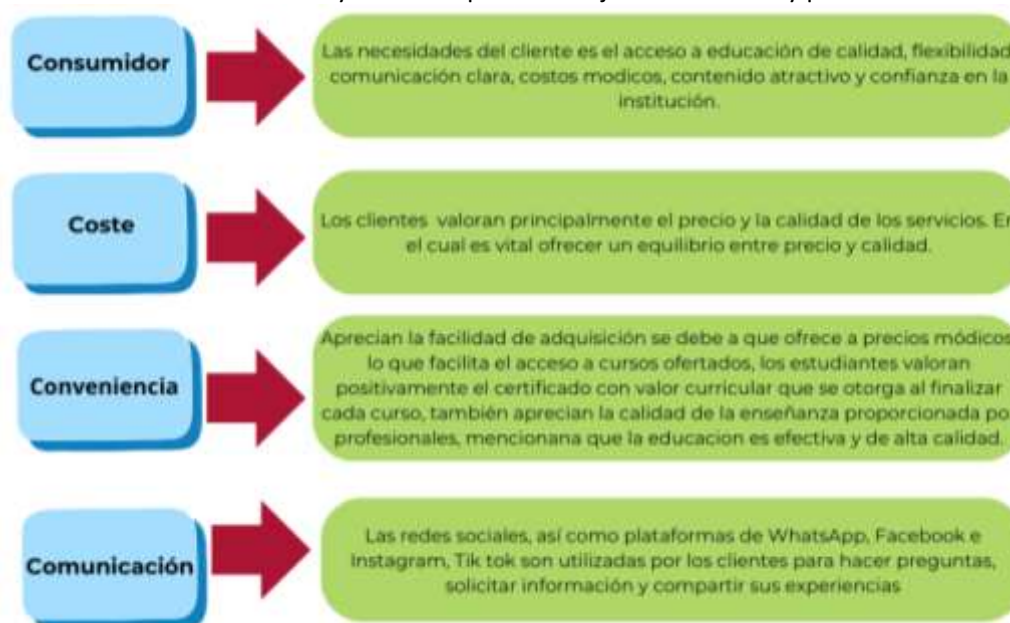 Consumidor
Las necesidades del cliente es el acceso a educación de calidad, flexibilidad
comunicación clara, costos modicos, contenido atractivo y confianza en la
institución.
Coste
Los clientes valoran principalmente el precio y la calidad de los servicios. En
el cual es vital ofrecer un equilibrio entre precio y calidad.
Conveniencia
Aprecian la facilidad de adquisición se debe a que ofrece a precios módicos
lo que facilita el acceso a cursos ofertados, los estudiantes valoran
positivamente el certificado con valor curricular que se otorga al finalizar
cada curso, también aprecian la calidad de la enseñanza proporcionada po
profesionales, mencionana que la educacion es efectiva y de alta calidad.
Comunicación
Las redes sociales, así como plataformas de WhatsApp, Facebook e
Instagram, Tik tok son utilizadas por los clientes para hacer preguntas,
solicitar información y compartir sus experiencias